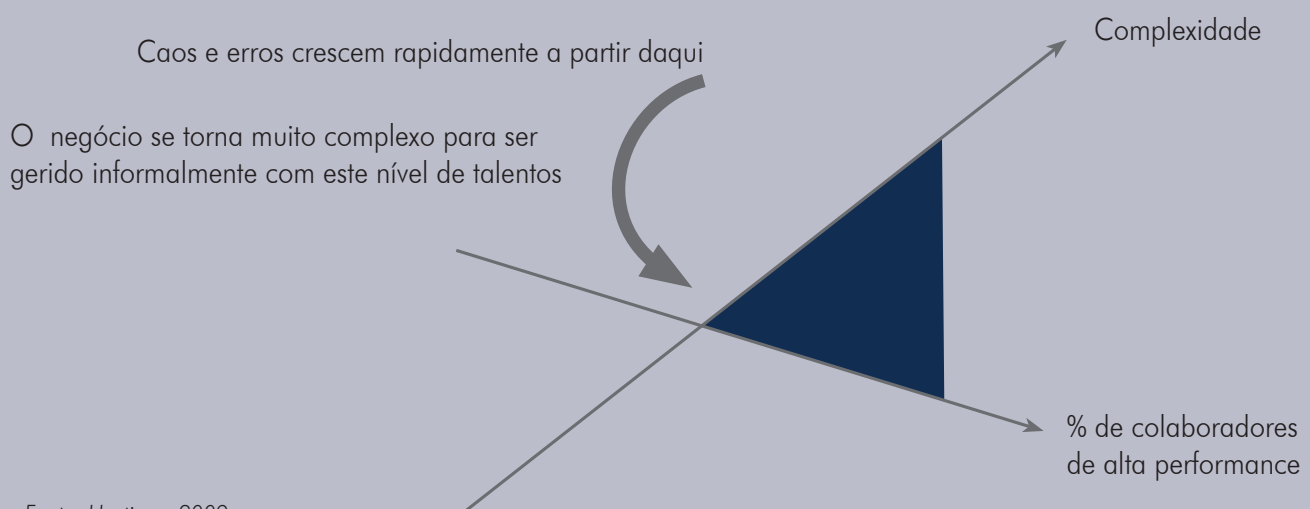 Complexidade
Caos e erros crescem rapidamente a partir daqui
O negócio se torna muito complexo para ser
gerido informalmente com este nível de talentos
% de colaboradores
de alta performance